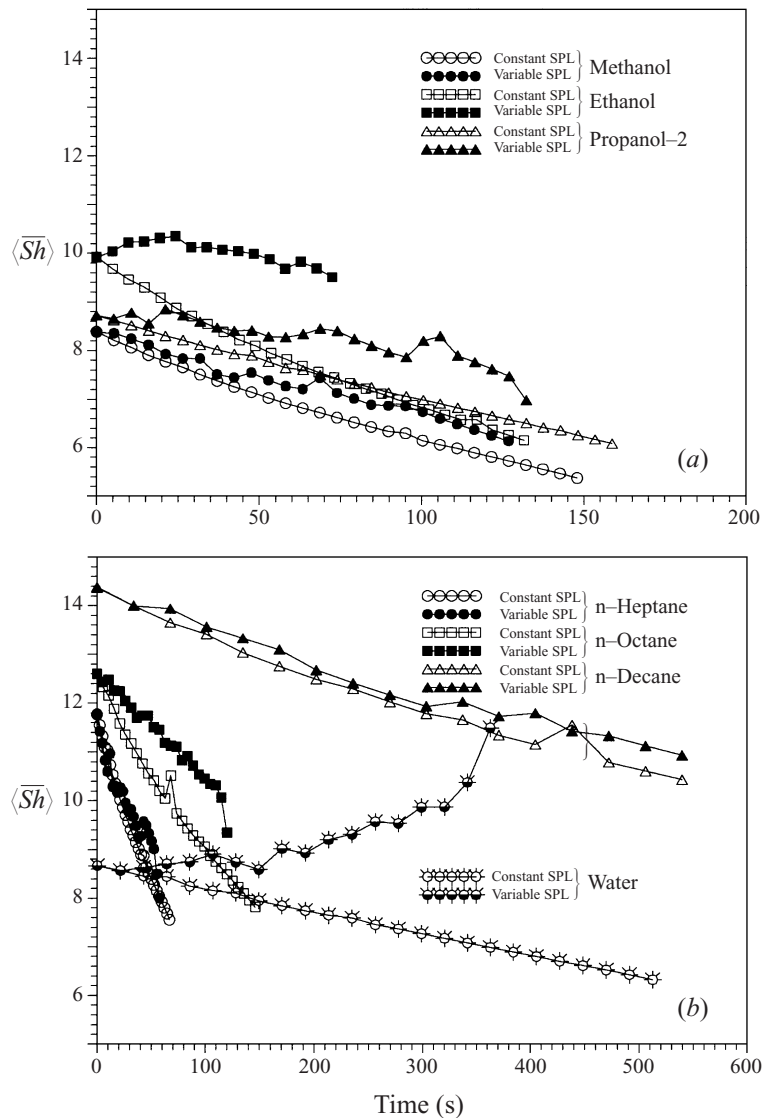 14
12
10
8
6
⟨Sh̅⟩
Constant SPL
Variable SPL
Methanol
Constant SPL
Variable SPL
Ethanol
Constant SPL
Variable SPL
Propanol–2
(a)
0 50 100 150 200
14
12
10
8
6
⟨Sh̅⟩
Constant SPL
Variable SPL
n–Heptane
Constant SPL
Variable SPL
n–Octane
Constant SPL
Variable SPL
n–Decane
Constant SPL
Variable SPL
Water
(b)
0 100 200 300 400 500 600
Time (s)